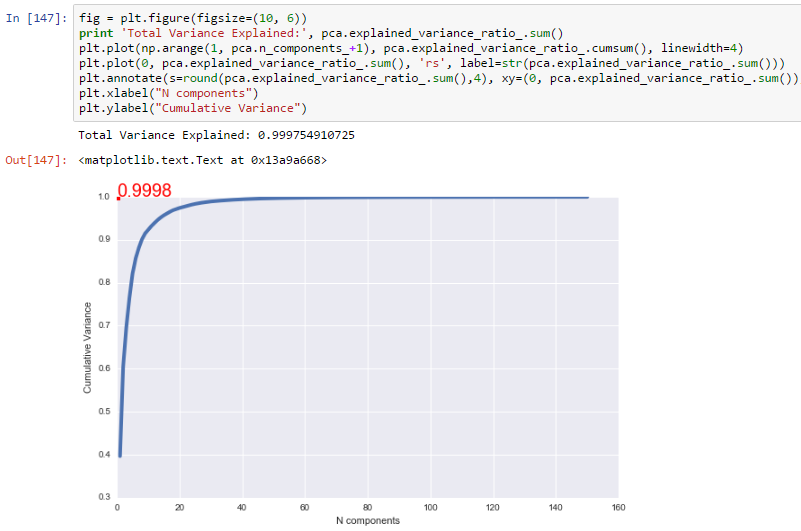 In [147]: fig = plt.figure(figsize=(10, 6))
print 'Total Variance Explained:', pca.explained_variance_ratio_.sum()
plt.plot(np.arange(1, pca.n_components_+1), pca.explained_variance_ratio_.cumsum(), linewidth=4)
plt.plot(0, pca.explained_variance_ratio_.sum(), 'rs', label=str(pca.explained_variance_ratio_.sum()))
plt.annotate(s=round(pca.explained_variance_ratio_.sum(),4), xy=(0, pca.explained_variance_ratio_.sum())
plt.xlabel("N components")
plt.ylabel("Cumulative Variance")
Total Variance Explained: 0.999754910725
Out[147]: <matplotlib.text.Text at 0x13a9a668>
0.9998
1.0
0.9
0.8
0.7
0.6
0.5
0.4
0.3
Cumulative Variance
0 20 40 60 80 100 120 140 160
N components